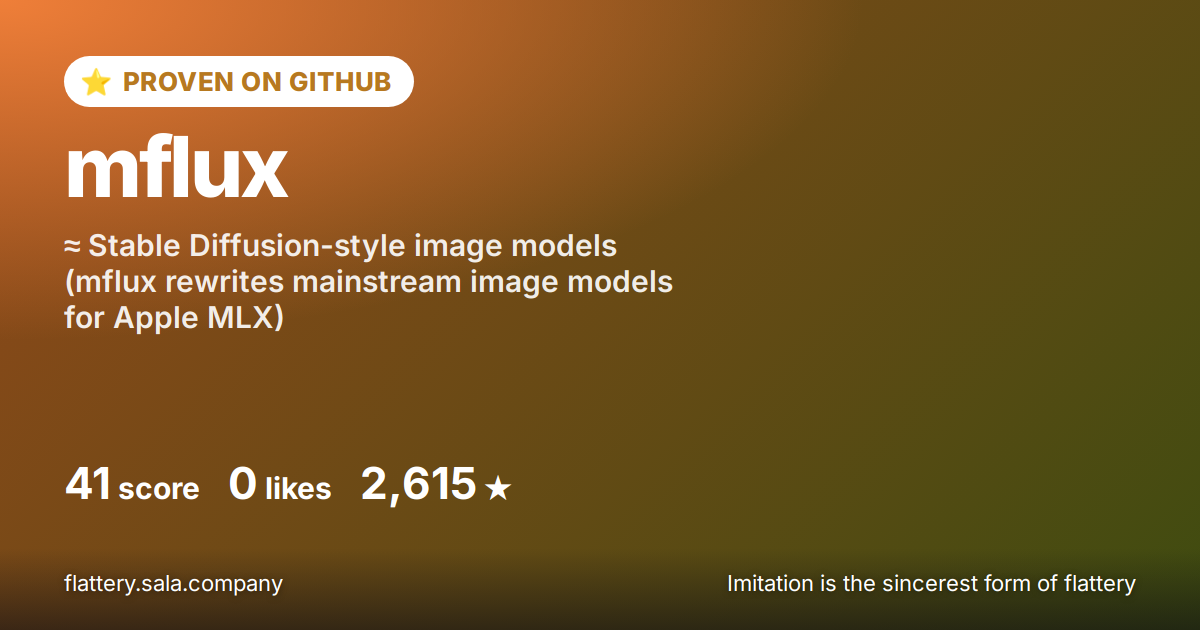 ⭐ PROVEN ON GITHUB
mflux
≈ Stable Diffusion-style image models
(mflux rewrites mainstream image models
for Apple MLX)
41 score 0 likes 2,615 ★
flattery.sala.company
Imitation is the sincerest form of flattery